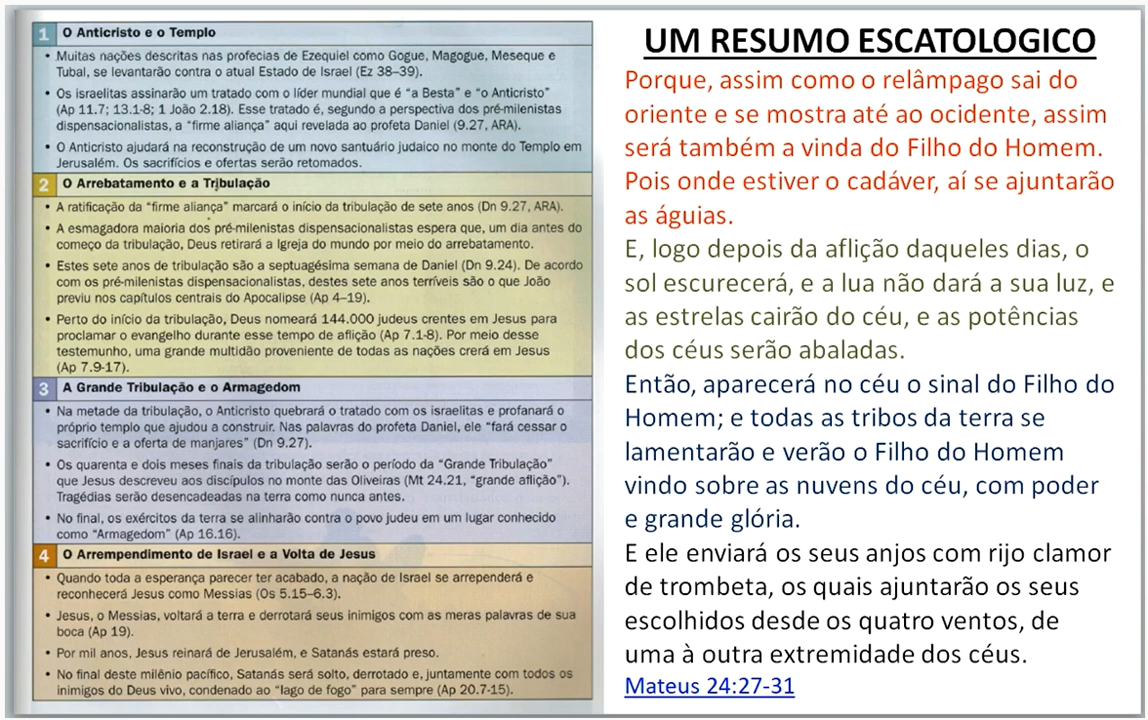 1 O Anticristo e o Templo
• Muitas nações descritas nas profecias de Ezequiel como Gogue, Magogue, Meseque e
Tubal, se levantarão contra o atual Estado de Israel (Ez 38–39).
• Os israelitas assinarão um tratado com o líder mundial que é “a Besta” e “o Anticristo”
(Ap 11.7; 13.1-8; 1 João 2.18). Esse tratado é, segundo a perspectiva dos pré-milenistas
dispensacionalistas, a “firme aliança” aqui revelada ao profeta Daniel (9.27, ARA).
• O Anticristo ajudará na reconstrução de um novo santuário judaico no monte do Templo em
Jerusalém. Os sacrifícios e ofertas serão retomados.
2 O Arrebatamento e a Tribulação
• A ratificação da “firme aliança” marcará o início da tribulação de sete anos (Dn 9.27, ARA).
• A esmagadora maioria dos pré-milenistas dispensacionalistas espera que, um dia antes do
começo da tribulação, Deus retirará a Igreja do mundo por meio do arrebatamento.
• Estes sete anos de tribulação são a septuagésima semana de Daniel (Dn 9.24). De acordo
com os pré-milenistas dispensacionalistas, destes sete anos terríveis são o que João
previu nos capítulos centrais do Apocalipse (Ap 4–19).
• Perto do início da tribulação, Deus nomeará 144.000 judeus crentes em Jesus para
proclamar o evangelho durante esse tempo de aflição (Ap 7.1-8). Por meio desse
testemunho, uma grande multidão proveniente de todas as nações crerá em Jesus
(Ap 7.9-17).
3 A Grande Tribulação e o Armagedom
• Na metade da tribulação, o Anticristo quebrará o tratado com os israelitas e profanará o
próprio templo que ajudou a construir. Nas palavras do profeta Daniel, ele “fará cessar o
sacrifício e a oferta de manjares” (Dn 9.27).
• Os quarenta e dois meses finais da tribulação serão o período da “Grande Tribulação”
que Jesus descreveu aos discípulos no monte das Oliveiras (Mt 24.21, “grande aflição”).
Tragédias serão desencadeadas na terra como nunca antes.
• No final, os exércitos da terra se alinharão contra o povo judeu em um lugar conhecido
como “Armagedom” (Ap 16.16).
4 O Arrempendimento de Israel e a Volta de Jesus
• Quando toda a esperança parecer ter acabado, a nação de Israel se arrependerá e
reconhecerá Jesus como Messias (Os 5.15–6.3).
• Jesus, o Messias, voltará a terra e derrotará seus inimigos com as meras palavras de sua
boca (Ap 19).
• Por mil anos, Jesus reinará de Jerusalém, e Satanás estará preso.
• No final deste milênio pacífico, Satanás será solto, derrotado e, juntamente com todos os
inimigos do Deus vivo, condenado ao “lago de fogo” para sempre (Ap 20.7-15).
UM RESUMO ESCATOLOGICO
Porque, assim como o relâmpago sai do
oriente e se mostra até ao ocidente, assim
será também a vinda do Filho do Homem.
Pois onde estiver o cadáver, aí se ajuntarão
as águias.
E, logo depois da aflição daqueles dias, o
sol escurecerá, e a lua não dará a sua luz, e
as estrelas cairão do céu, e as potências
dos céus serão abaladas.
Então, aparecerá no céu o sinal do Filho do
Homem; e todas as tribos da terra se
lamentarão e verão o Filho do Homem
vindo sobre as nuvens do céu, com poder
e grande glória.
E ele enviará os seus anjos com rijo clamor
de trombeta, os quais ajuntarão os seus
escolhidos desde os quatro ventos, de
uma à outra extremidade dos céus.
Mateus 24:27-31